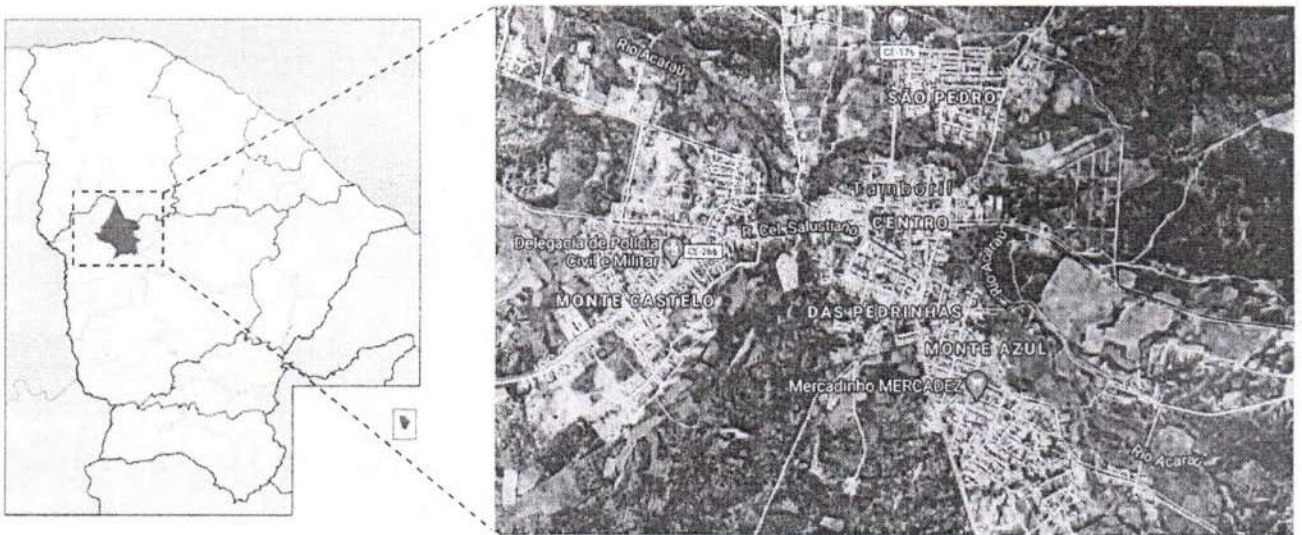 Rio Acaraú
CE-176
SÃO PEDRO
Tamboril
CENTRO
R. Cel. Salustiano
Delegacia de Polícia
Civil e Militar
CE-266
Rio Acaraú
MONTE CASTELO
DAS PEDRINHAS
MONTE AZUL
Mercadinho MERCADEZ
Rio Acaraú